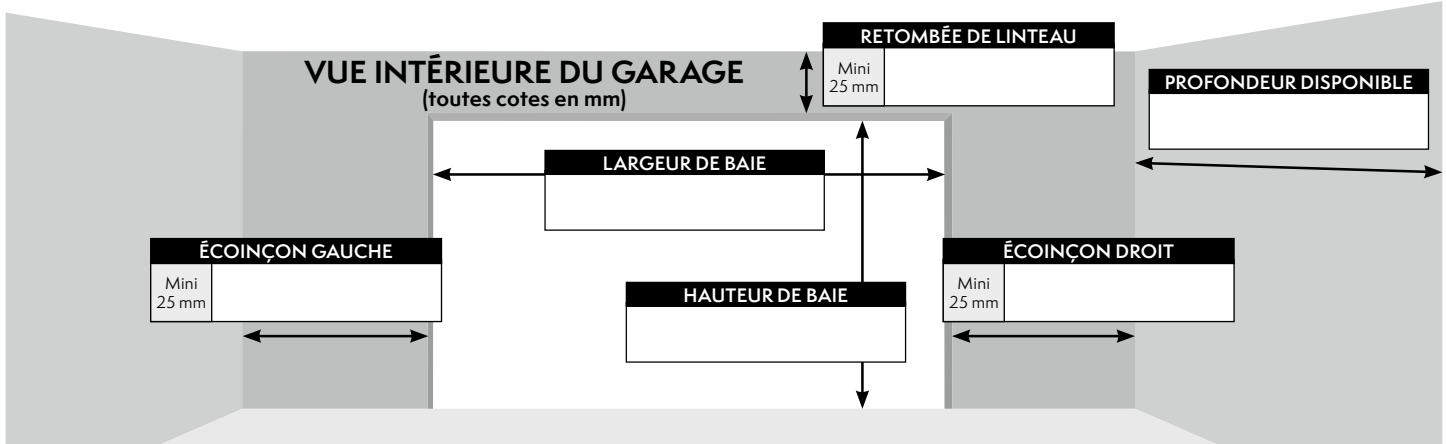 RETOMBÉE DE LINTEAU
Mini
25 mm
VUE INTÉRIEURE DU GARAGE
(toutes cotes en mm)
PROFONDEUR DISPONIBLE
LARGEUR DE BAIE
ÉCOINÇON GAUCHE
Mini
25 mm
ÉCOINÇON DROIT
Mini
25 mm
HAUTEUR DE BAIE